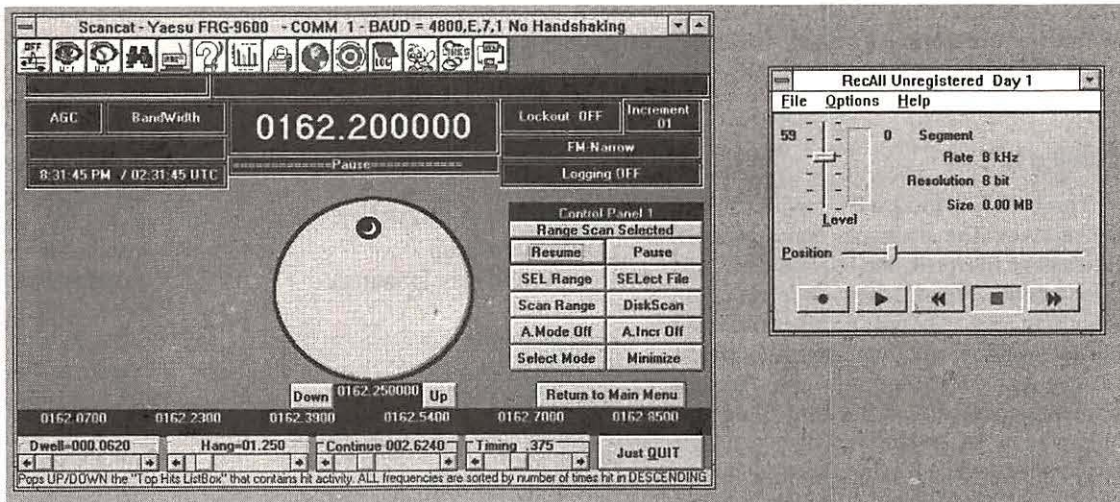 Scancat - Yaesu FRG-9600 - COMM 1 - BAUD = 4800,E,7,1 No Handshaking
OFF
LOG
AGC
BandWidth
0162.200000
Lockout OFF
Increment
01
FM-Narrow
=============Pause============
8:31:45 PM / 02:31:45 UTC
Logging OFF
Control Panel 1
Range Scan Selected
Resume
Pause
SEL Range
SELect File
Scan Range
DiskScan
A.Mode Off
A.Incr Off
Select Mode
Minimize
Down
0162.250000
Up
Return to Main Menu
0162.0700 0162.2300 0162.3900 0162.5400 0162.7000 0162.8500
Dwell=000.0620
Hang=01.250
Continue 002.6240
Timing .375
Just QUIT
Pops UP/DOWN the "Top Hits ListBox" that contains hit activity. ALL frequencies are sorted by number of times hit in DESCENDING
RecAll Unregistered Day 1
File Options Help
59
0
Segment
Rate 8 kHz
Resolution 8 bit
Size 0.00 MB
Level
Position